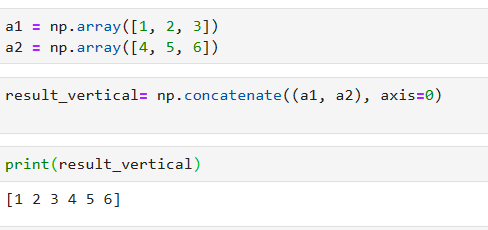 a1 = np.array([1, 2, 3])
a2 = np.array([4, 5, 6])
result_vertical= np.concatenate((a1, a2), axis=0)
print(result_vertical)
[1 2 3 4 5 6]